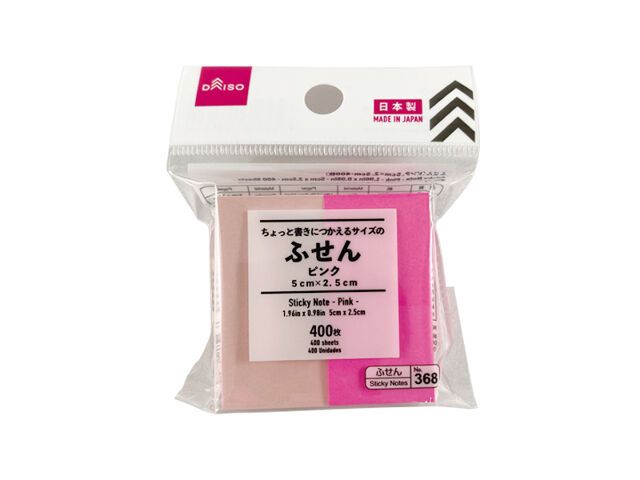 DAISO
日本製
MADE IN JAPAN
ちょっと書きにつかえるサイズの
ふせん
ピンク
5cm×2.5cm
Sticky Note - Pink -
1.96in x 0.98in 5cm x 2.5cm
400枚
400 sheets
400 Unidades
ふせん
Sticky Notes
No.
368